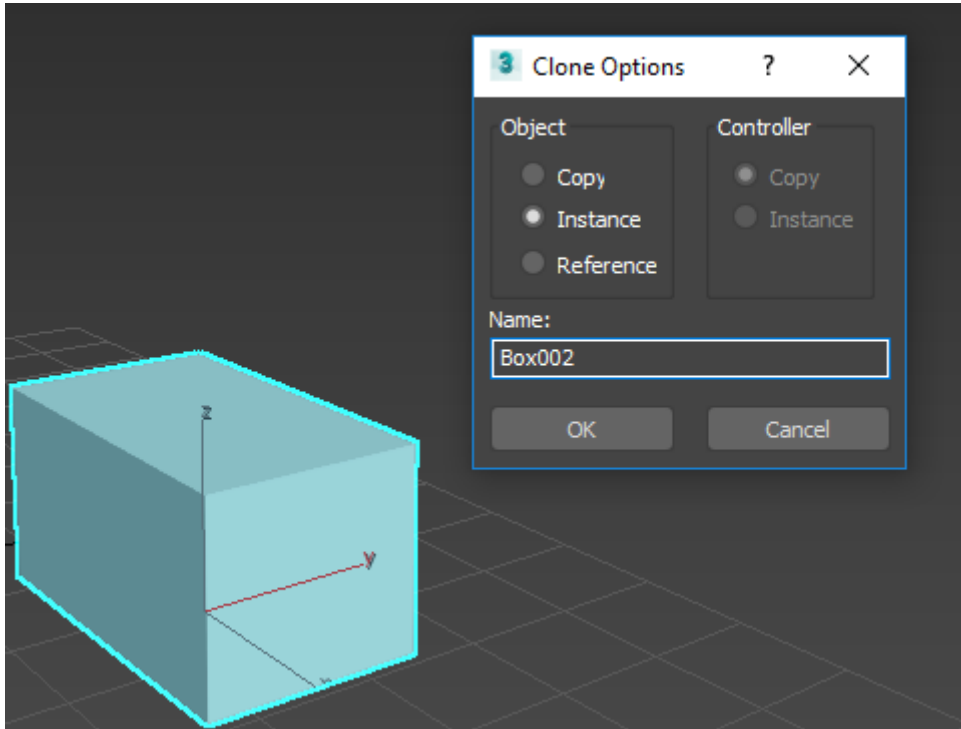 3 Clone Options ? X
Object
Copy
Instance
Reference
Controller
Copy
Instance
Name:
Box002
OK Cancel
z
y
x